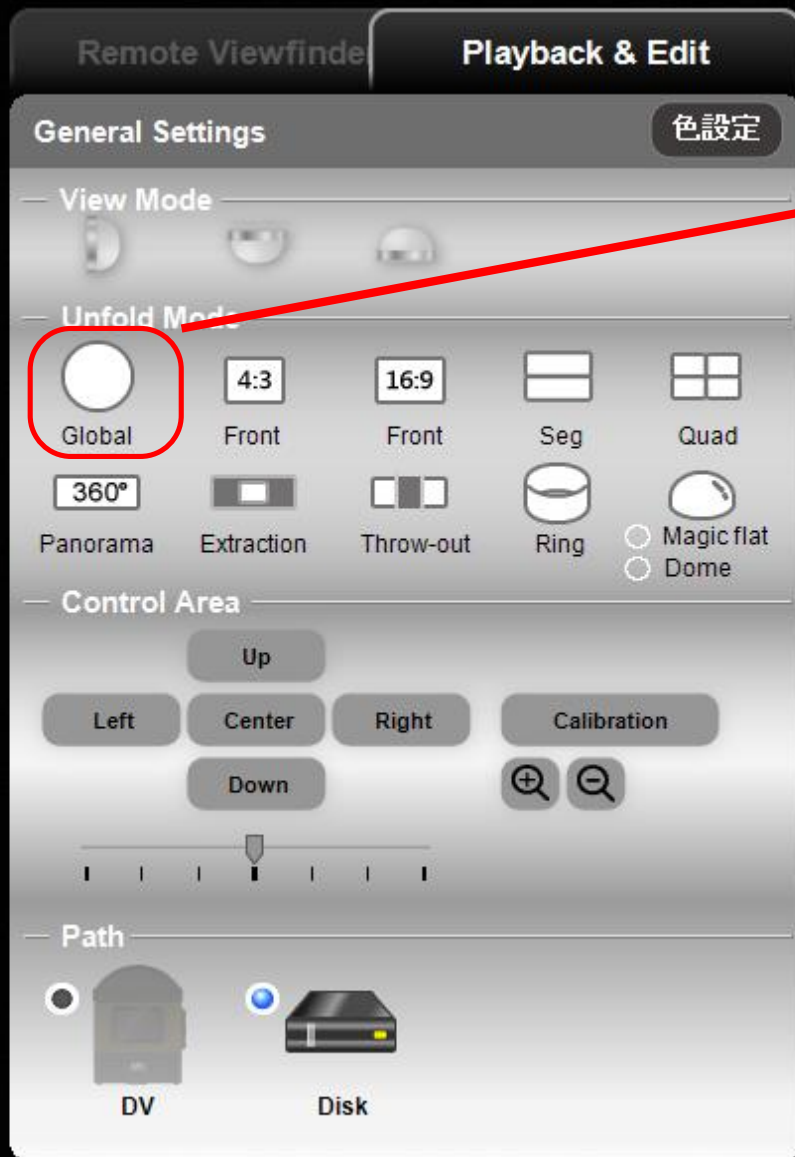 Remote Viewfinder Playback & Edit
General Settings 色設定
View Mode
Unfold Mode
4:3 16:9
Global Front Front Seg Quad
360°
Panorama Extraction Throw-out Ring Magic flat
Dome
Control Area
Up
Left Center Right Calibration
Down
Path
DV Disk